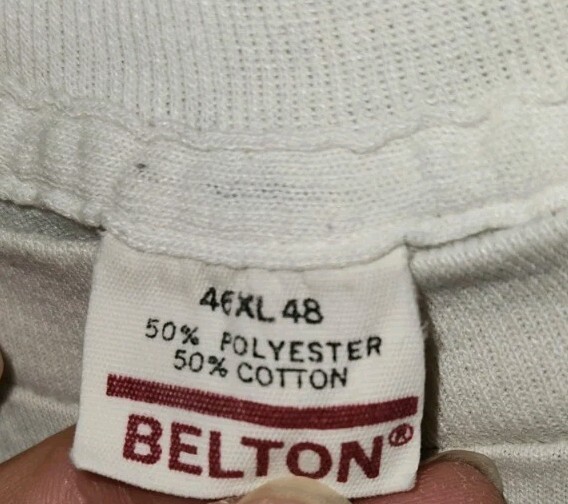 46XL 48
50% POLYESTER
50% COTTON
BELTON®